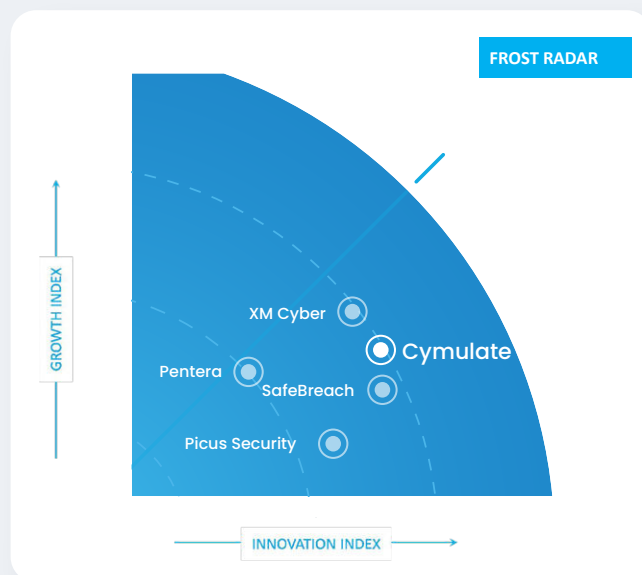 FROST RADAR
GROWTH INDEX
XM Cyber
Cymulate
Pentera
SafeBreach
Picus Security
INNOVATION INDEX